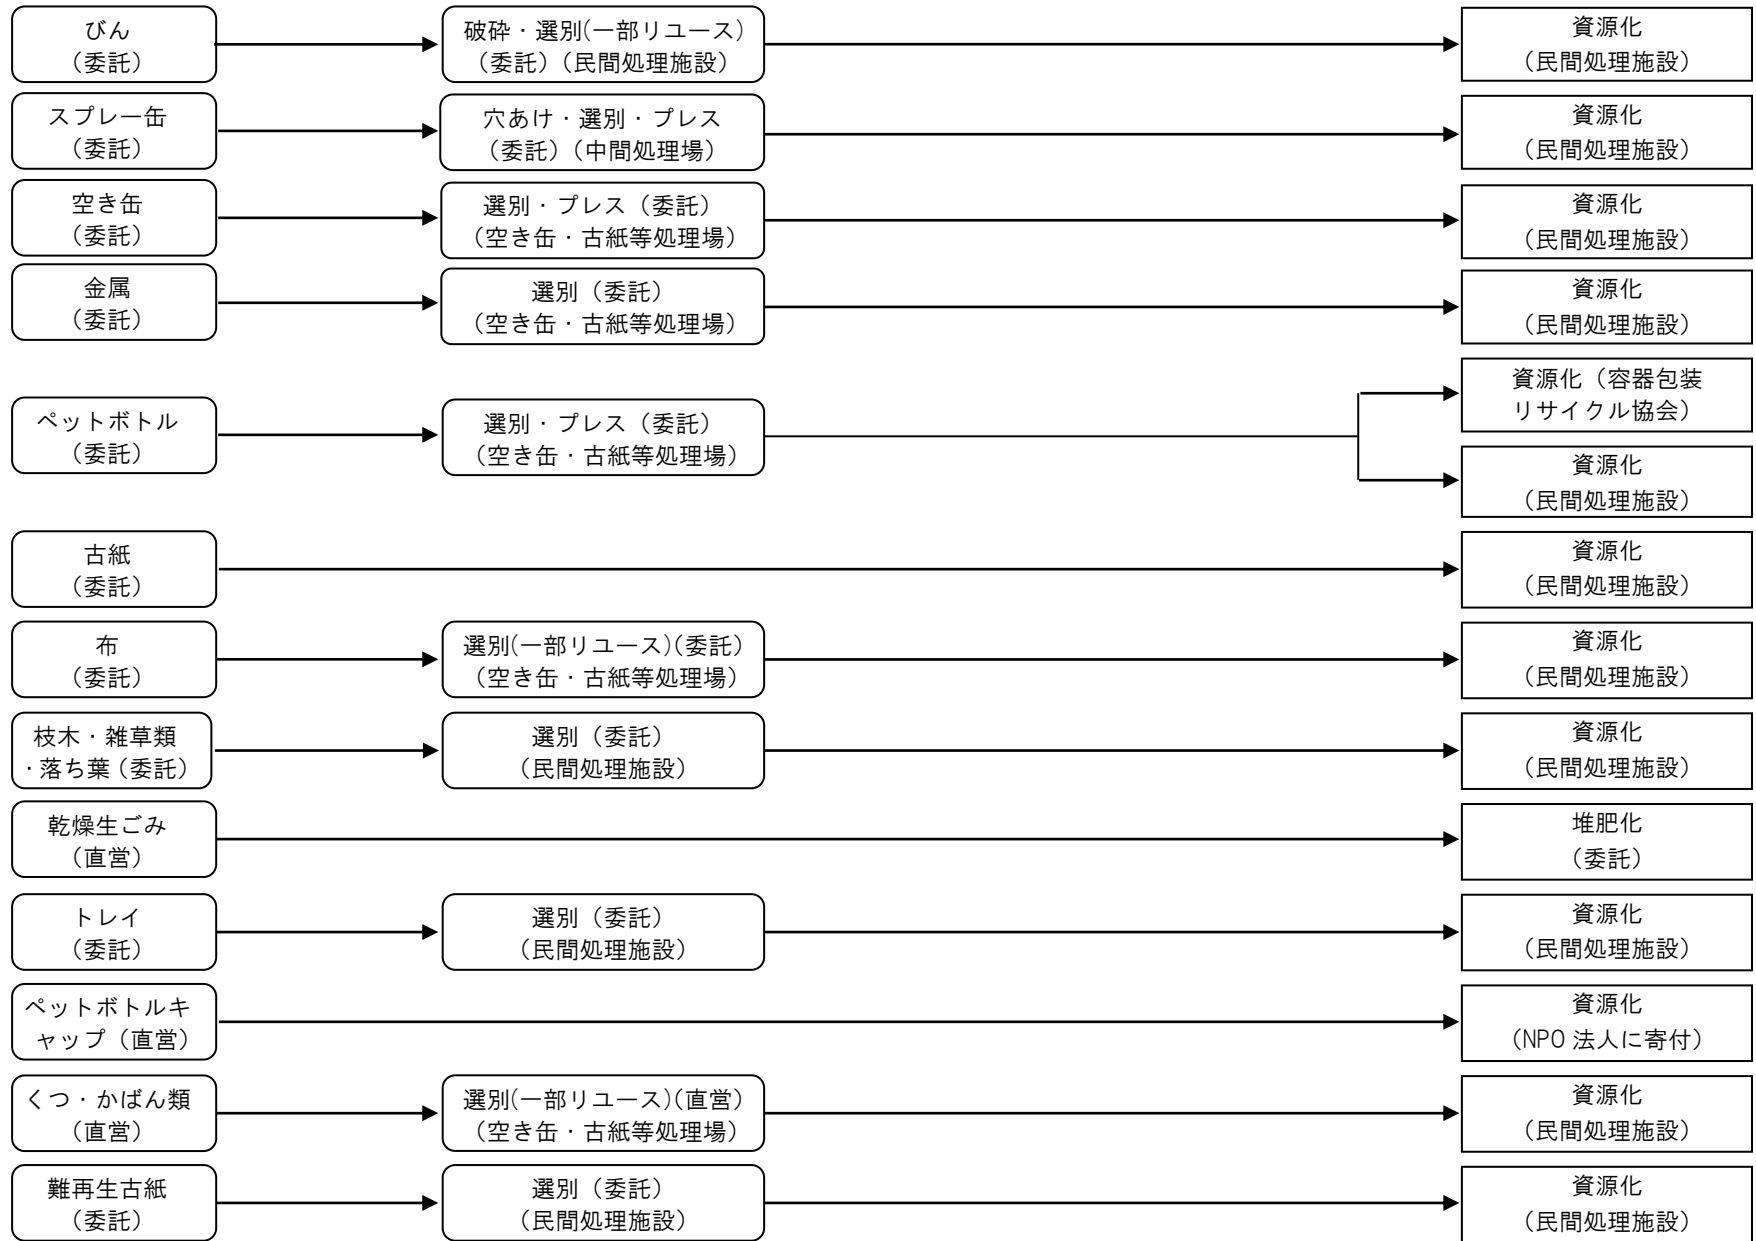 びん
（委託）
破砕・選別(一部リユース)
（委託）（民間処理施設）
資源化
（民間処理施設）
スプレー缶
（委託）
穴あけ・選別・プレス
（委託）（中間処理場）
資源化
（民間処理施設）
空き缶
（委託）
選別・プレス（委託）
（空き缶・古紙等処理場）
資源化
（民間処理施設）
金属
（委託）
選別（委託）
（空き缶・古紙等処理場）
資源化
（民間処理施設）
ペットボトル
（委託）
選別・プレス（委託）
（空き缶・古紙等処理場）
資源化（容器包装
リサイクル協会）
資源化
（民間処理施設）
古紙
（委託）
資源化
（民間処理施設）
布
（委託）
選別(一部リユース)(委託)
（空き缶・古紙等処理場）
資源化
（民間処理施設）
枝木・雑草類
・落ち葉（委託）
選別（委託）
（民間処理施設）
資源化
（民間処理施設）
乾燥生ごみ
（直営）
堆肥化
（委託）
トレイ
（委託）
選別（委託）
（民間処理施設）
資源化
（民間処理施設）
ペットボトルキ
ャップ（直営）
資源化
（NPO 法人に寄付）
くつ・かばん類
（直営）
選別(一部リユース)(直営)
（空き缶・古紙等処理場）
資源化
（民間処理施設）
難再生古紙
（委託）
選別（委託）
（民間処理施設）
資源化
（民間処理施設）